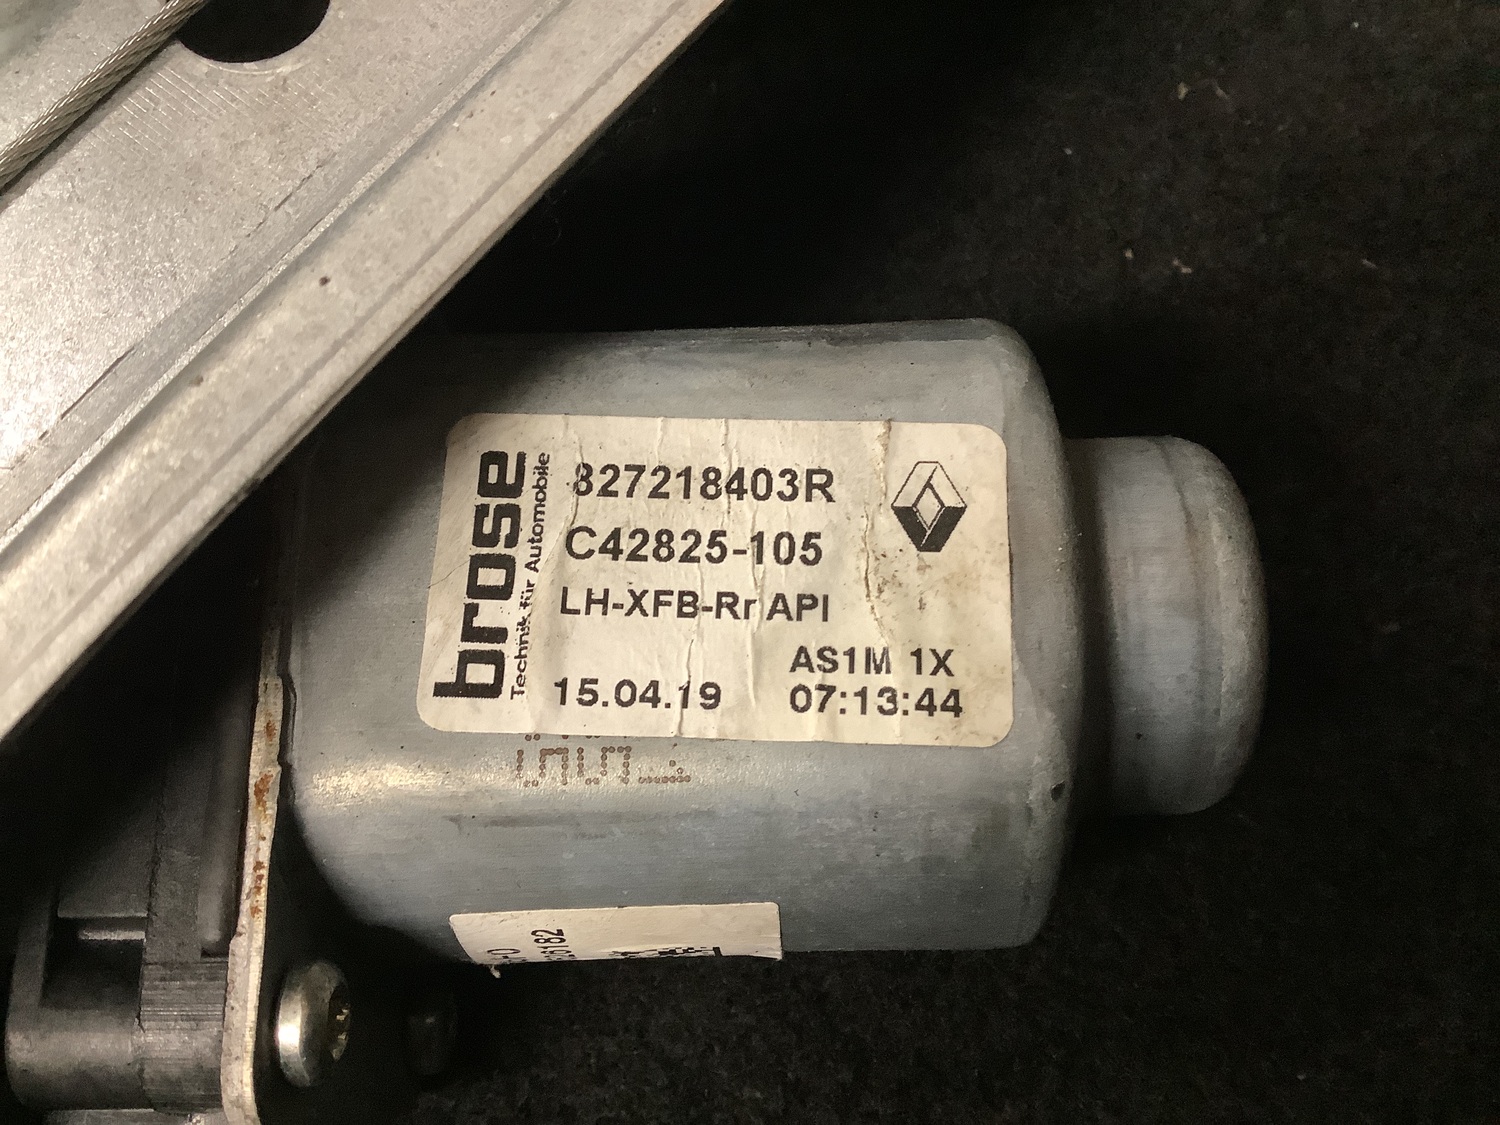 brose
Technik für Automobile
827218403R
C42825-105
LH-XFB-Rr API
AS1M 1X
15.04.19 07:13:44